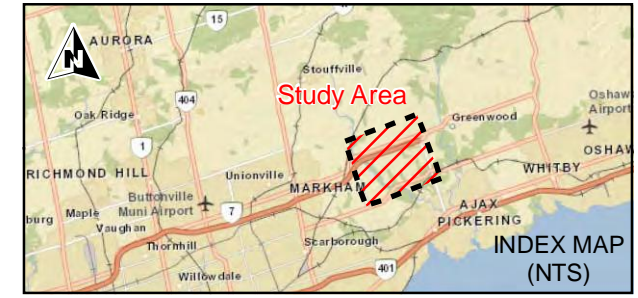 15
AURORA
N
Stouffville
Study Area
404
Oshaw
Airport
Oak Ridge
Greenwood
1
OSHAW
WHITBY
RICHMOND HILL
Unionville
MARKHAM
Buttonville
Muni Airport
7
AJAX
burg
Maple
Vaughan
PICKERING
Thornhill
Scarborough
INDEX MAP
(NTS)
401
Willowdale